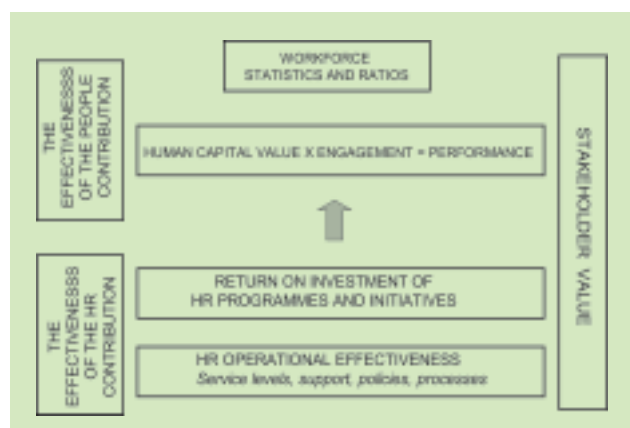 WORKFORCE
STATISTICS AND RATIOS
THE
EFFECTIVENESSS
OF THE PEOPLE
CONTRIBUTION
HUMAN CAPITAL VALUE X ENGAGEMENT = PERFORMANCE
STAKEHOLDER VALUE
THE
EFFECTIVENESSS
OF THE HR
CONTRIBUTION
RETURN ON INVESTMENT OF
HR PROGRAMMES AND INITIATIVES
HR OPERATIONAL EFFECTIVENESS
Service levels, support, policies, processes